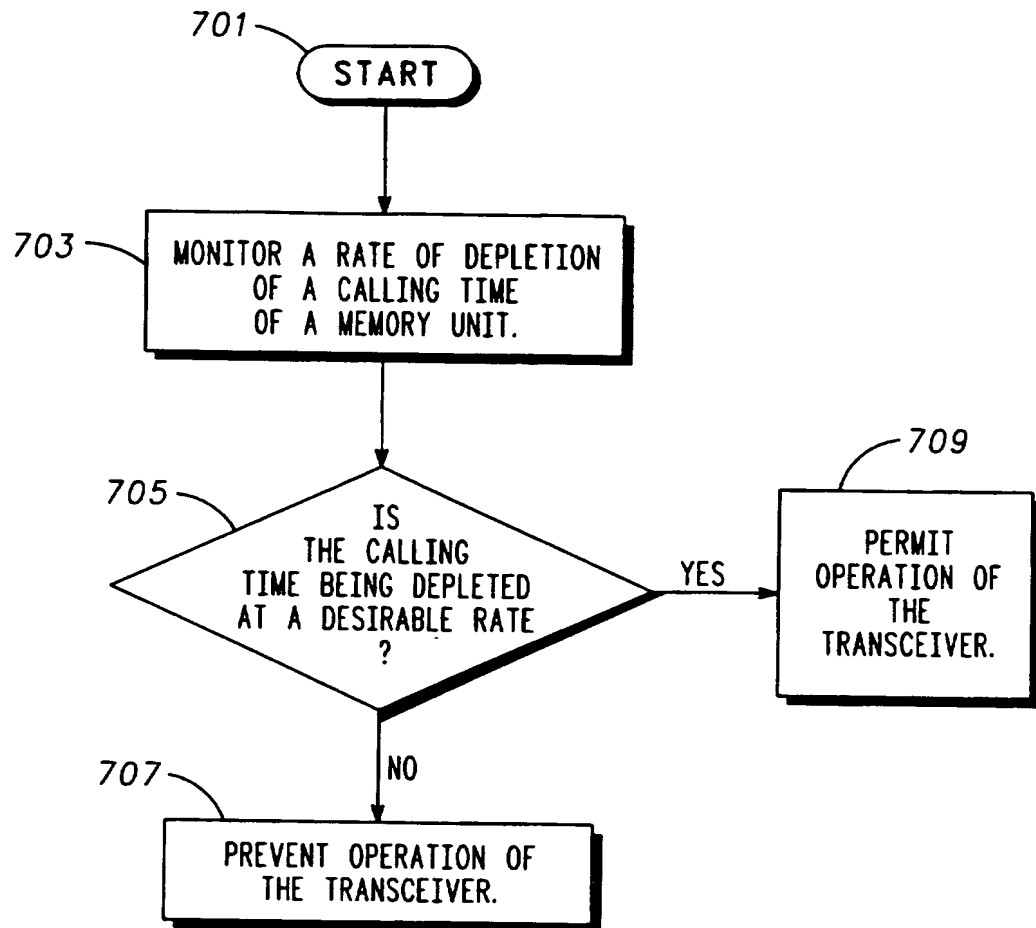 701
START
703
MONITOR A RATE OF DEPLETION
OF A CALLING TIME
OF A MEMORY UNIT.
705
IS
THE CALLING
TIME BEING DEPLETED
AT A DESIRABLE RATE
?
YES
709
PERMIT
OPERATION OF
THE
TRANSCEIVER.
NO
707
PREVENT OPERATION OF
THE TRANSCEIVER.